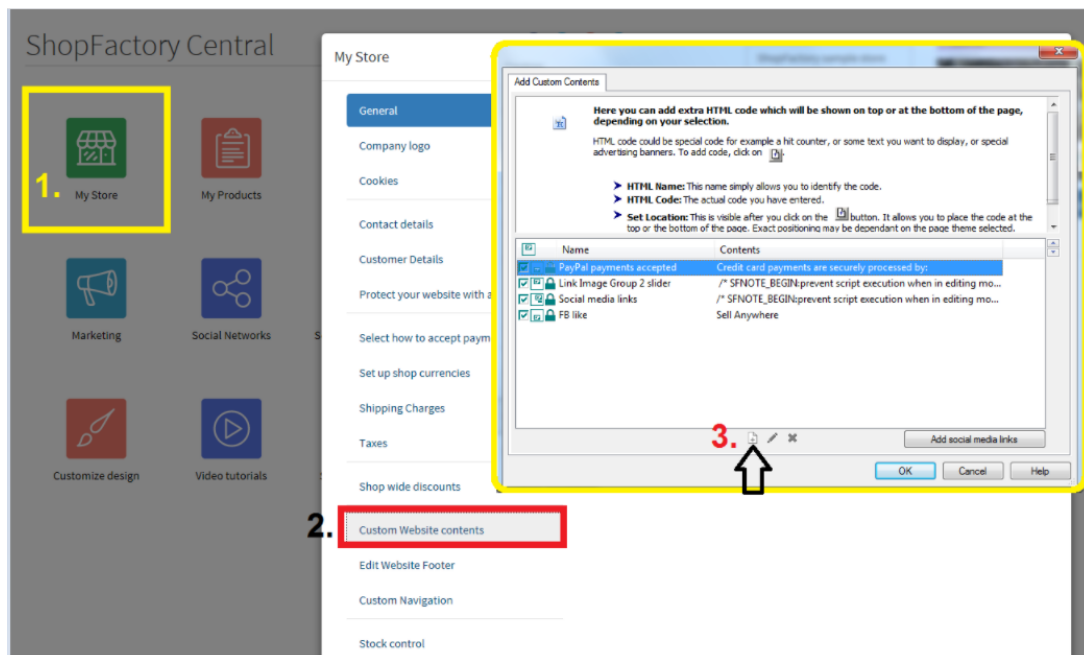 ShopFactory Central
1.
My Store
My Products
Marketing
Social Networks
S
Customize design
Video tutorials
My Store
General
Company logo
Cookies
Contact details
Customer Details
Protect your website with a
Select how to accept paym
Set up shop currencies
Shipping Charges
Taxes
Shop wide discounts
2.
Custom Website contents
Edit Website Footer
Custom Navigation
Stock control
Add Custom Contents
Here you can add extra HTML code which will be shown on top or at the bottom of the page,
depending on your selection.
HTML code could be special code for example a hit counter, or some text you want to display, or special
advertising banners. To add code, click on .
HTML Name: This name simply allows you to identify the code.
HTML Code: The actual code you have entered.
Set Location: This is visible after you click on the button. It allows you to place the code at the
top or the bottom of the page. Exact positioning may be dependant on the page theme selected.
Name Contents
PayPal payments accepted Credit card payments are securely processed by:
Link Image Group 2 slider /* SFNOTE_BEGIN:prevent script execution when in editing mo...
Social media links /* SFNOTE_BEGIN:prevent script execution when in editing mo...
FB like Sell Anywhere
3.
Add social media links
OK Cancel Help